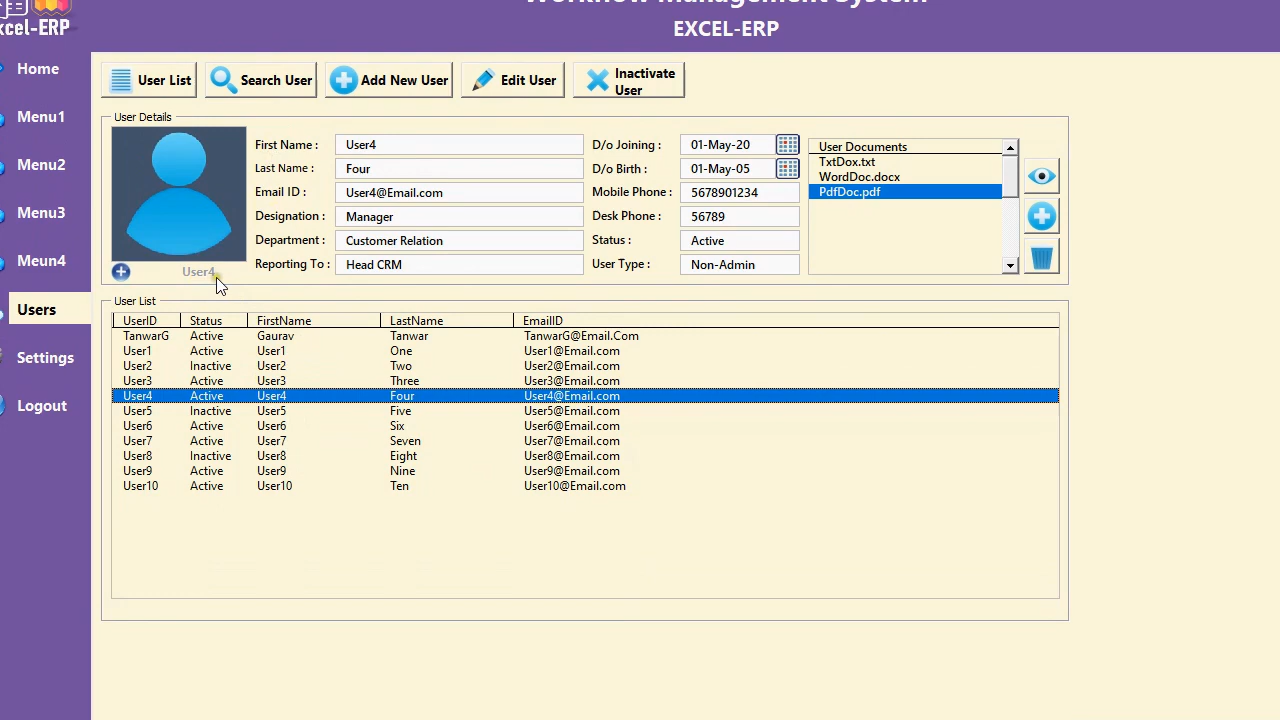 Workflow Management System
Excel-ERP
EXCEL-ERP
Home
Menu1
Menu2
Menu3
Meun4
Users
Settings
Logout
User List
Search User
Add New User
Edit User
Inactivate
User
User Details
First Name : User4
Last Name : Four
Email ID : User4@Email.com
Designation : Manager
Department : Customer Relation
Reporting To : Head CRM
User4
D/o Joining : 01-May-20
D/o Birth : 01-May-05
Mobile Phone : 5678901234
Desk Phone : 56789
Status : Active
User Type : Non-Admin
User Documents
TxtDox.txt
WordDoc.docx
PdfDoc.pdf
User List
UserID Status FirstName LastName EmailID
TanwarG Active Gaurav Tanwar TanwarG@Email.Com
User1 Active User1 One User1@Email.com
User2 Inactive User2 Two User2@Email.com
User3 Active User3 Three User3@Email.com
User4 Active User4 Four User4@Email.com
User5 Inactive User5 Five User5@Email.com
User6 Active User6 Six User6@Email.com
User7 Active User7 Seven User7@Email.com
User8 Inactive User8 Eight User8@Email.com
User9 Active User9 Nine User9@Email.com
User10 Active User10 Ten User10@Email.com